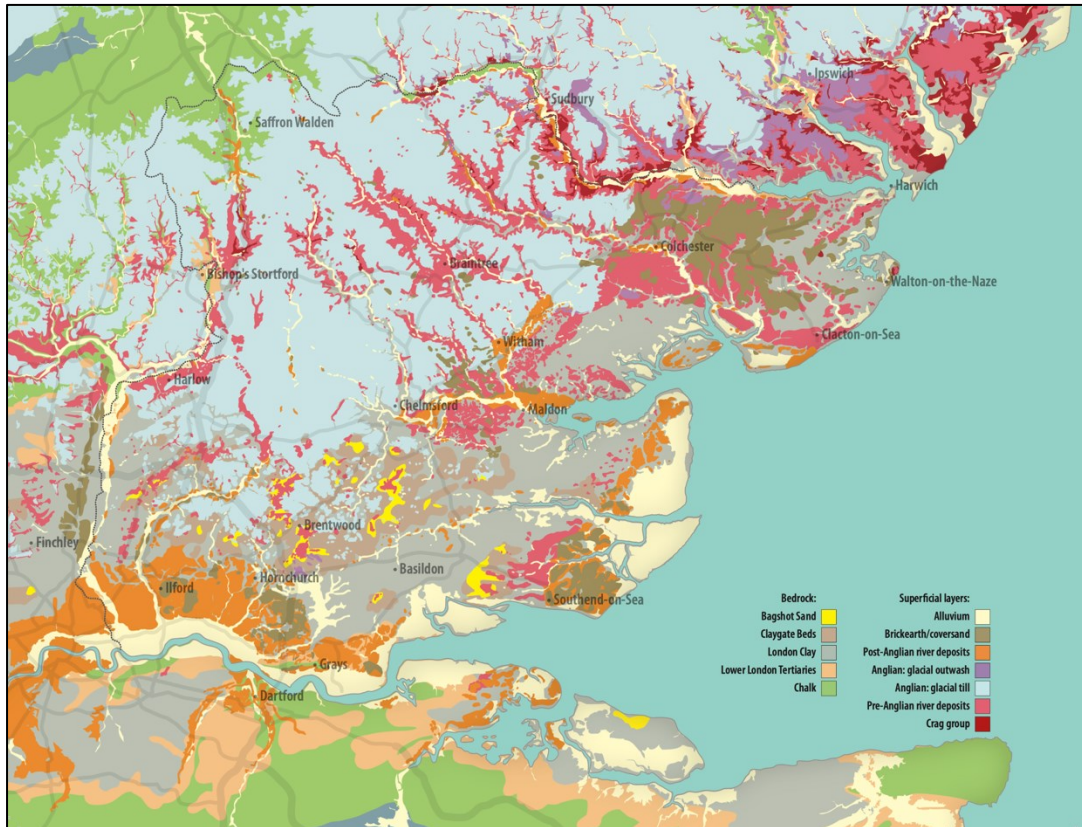 Ipswich
Sudbury
Saffron Walden
Harwich
Colchester
Braintree
Bishop's Stortford
Walton-on-the-Naze
Clacton-on-Sea
Witham
Harlow
Chelmsford
Maldon
Brentwood
Finchley
Basildon
Hornchurch
Ilford
Southend-on-Sea
Grays
Dartford
Bedrock:
Bagshot Sand
Claygate Beds
London Clay
Lower London Tertiaries
Chalk
Superficial layers:
Alluvium
Brickearth/coversand
Post-Anglian river deposits
Anglian: glacial outwash
Anglian: glacial till
Pre-Anglian river deposits
Crag group